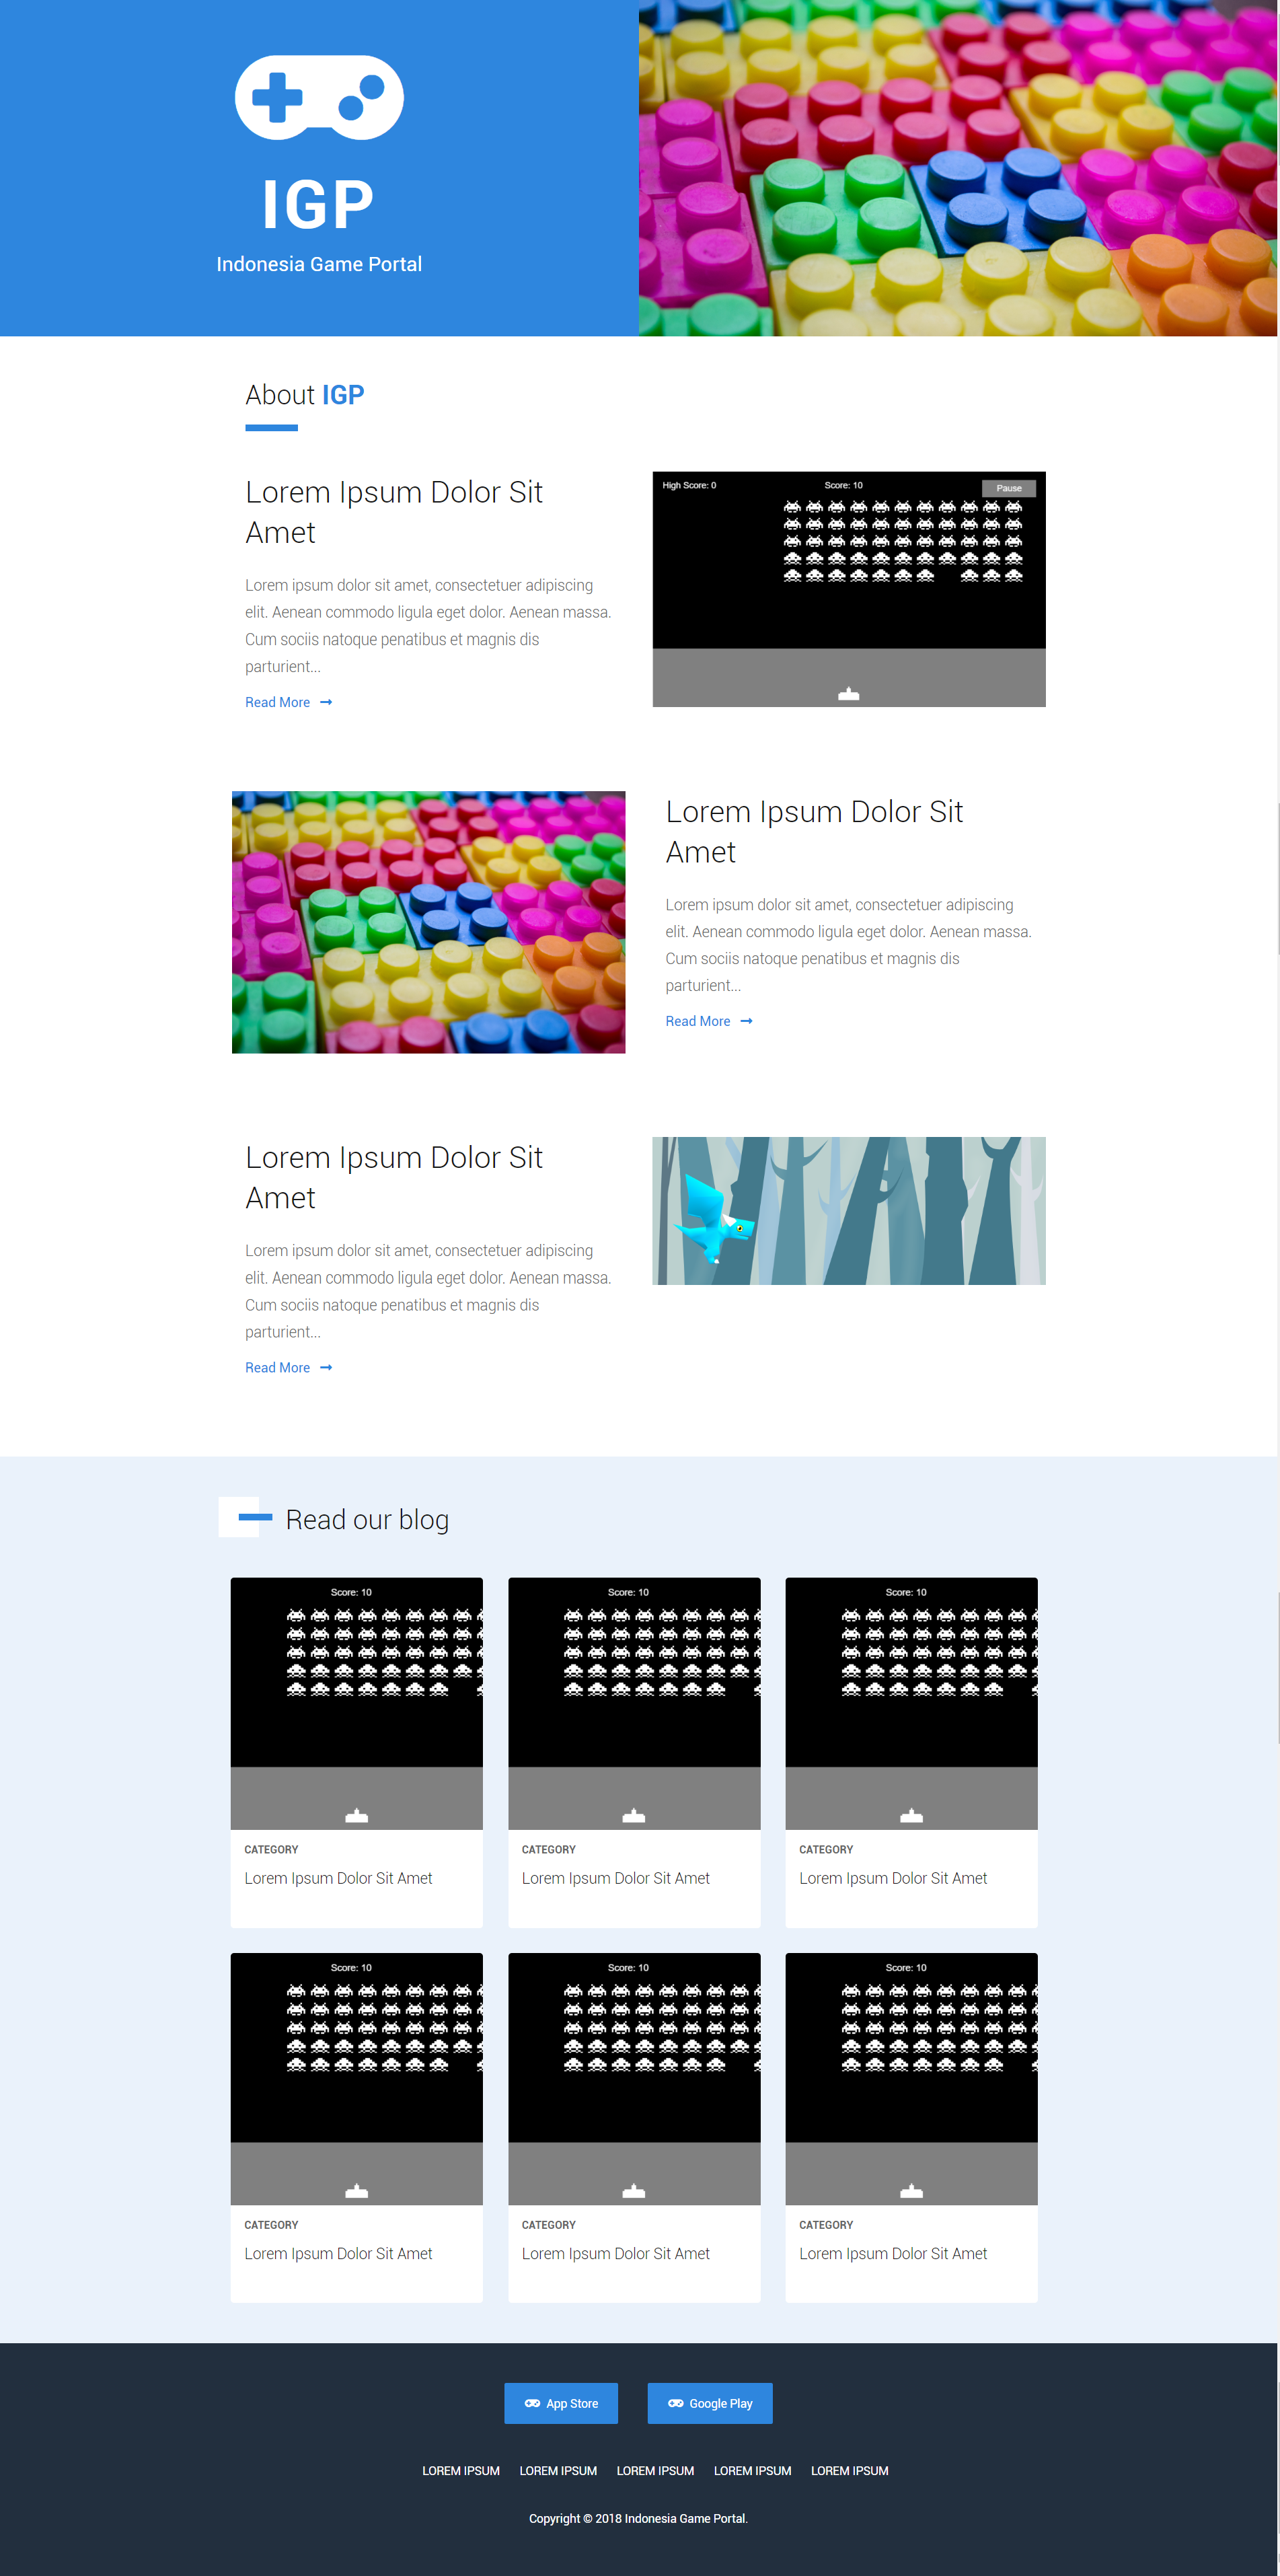 IGP
Indonesia Game Portal
About IGP
Lorem Ipsum Dolor Sit
Amet
Lorem ipsum dolor sit amet, consectetuer adipiscing
elit. Aenean commodo ligula eget dolor. Aenean massa.
Cum sociis natoque penatibus et magnis dis
parturient...
Read More
High Score: 0
Score: 10
Pause
Lorem Ipsum Dolor Sit
Amet
Lorem ipsum dolor sit amet, consectetuer adipiscing
elit. Aenean commodo ligula eget dolor. Aenean massa.
Cum sociis natoque penatibus et magnis dis
parturient...
Read More
Lorem Ipsum Dolor Sit
Amet
Lorem ipsum dolor sit amet, consectetuer adipiscing
elit. Aenean commodo ligula eget dolor. Aenean massa.
Cum sociis natoque penatibus et magnis dis
parturient...
Read More
Read our blog
Score: 10
CATEGORY
Lorem Ipsum Dolor Sit Amet
Score: 10
CATEGORY
Lorem Ipsum Dolor Sit Amet
Score: 10
CATEGORY
Lorem Ipsum Dolor Sit Amet
Score: 10
CATEGORY
Lorem Ipsum Dolor Sit Amet
Score: 10
CATEGORY
Lorem Ipsum Dolor Sit Amet
Score: 10
CATEGORY
Lorem Ipsum Dolor Sit Amet
App Store
Google Play
LOREM IPSUM LOREM IPSUM LOREM IPSUM LOREM IPSUM LOREM IPSUM
Copyright © 2018 Indonesia Game Portal.